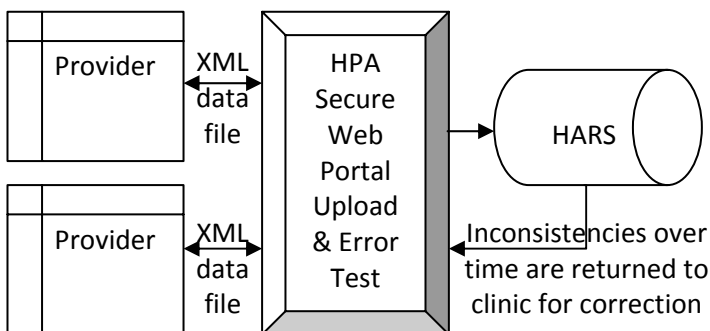 Provider
XML
data
file
Provider
XML
data
file
HPA
Secure
Web
Portal
Upload
& Error
Test
HARS
Inconsistencies over
time are returned to
clinic for correction